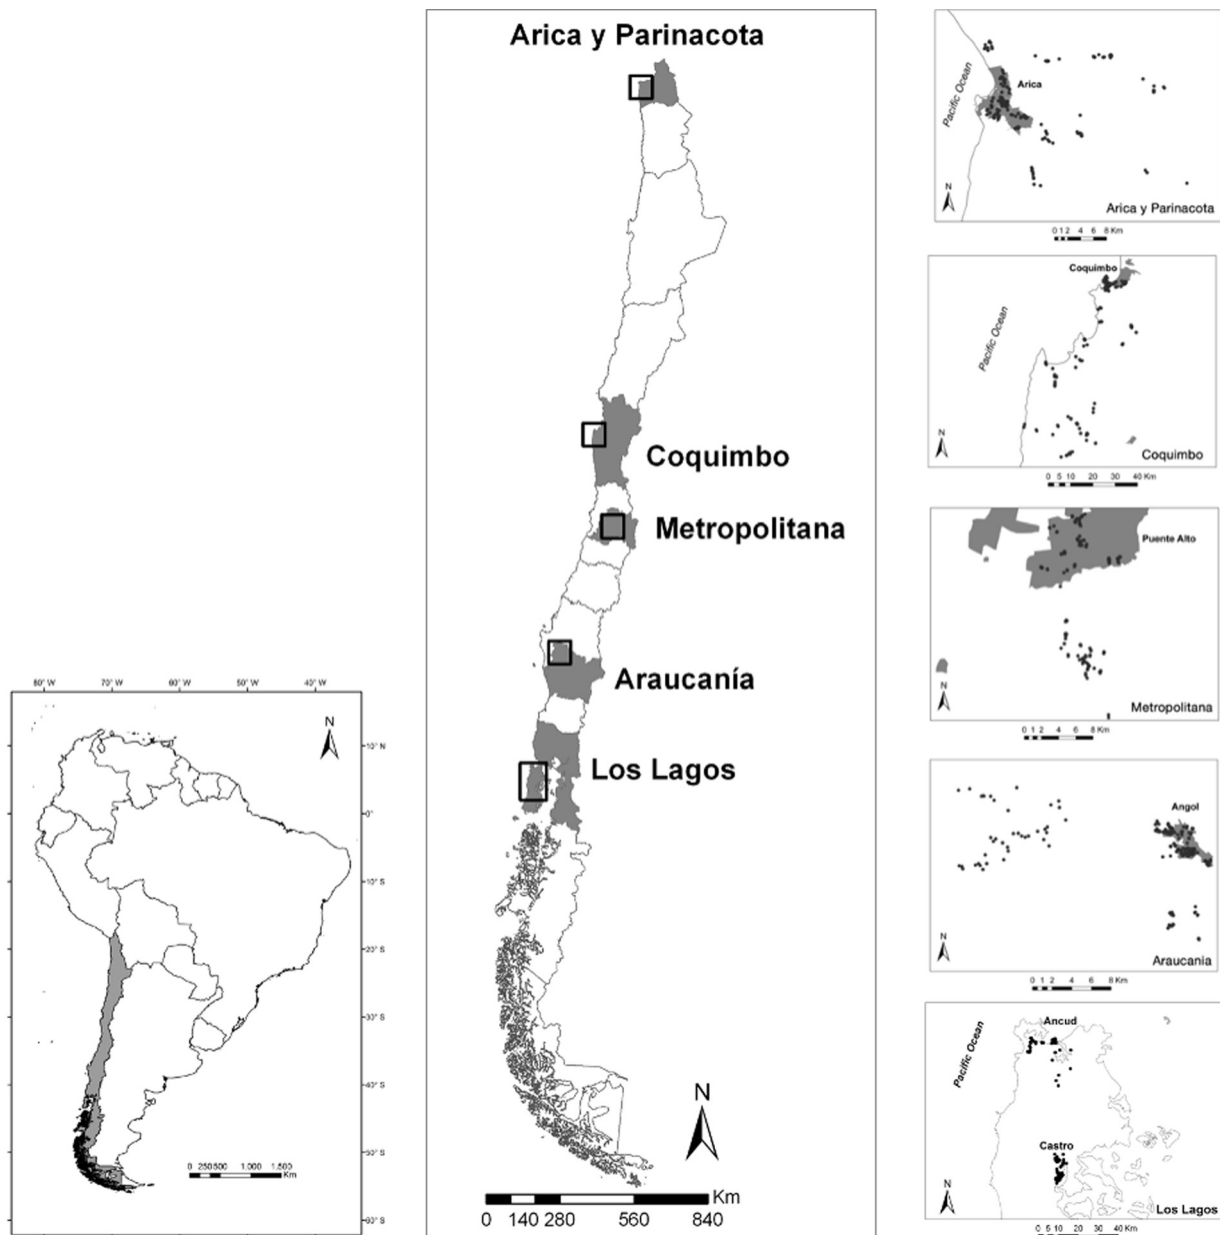 80° W 70° W 60° W 50° W 40° W
N
10° N
0°
10° S
20° S
30° S
40° S
50° S
60° S
0 250 500 1.000 1.500
Km
Arica y Parinacota
Coquimbo
Metropolitana
Araucanía
Los Lagos
N
Km
0 140 280 560 840
Pacific Ocean
Arica
N
Arica y Parinacota
0 1 2 4 6 8 Km
Coquimbo
Pacific Ocean
N
Coquimbo
0 5 10 20 30 40 Km
Puente Alto
N
Metropolitana
0 1 2 4 6 8 Km
Angol
N
Araucania
0 1 2 4 6 8 Km
Ancud
Pacific Ocean
Castro
N
Los Lagos
0 5 10 20 30 40 Km